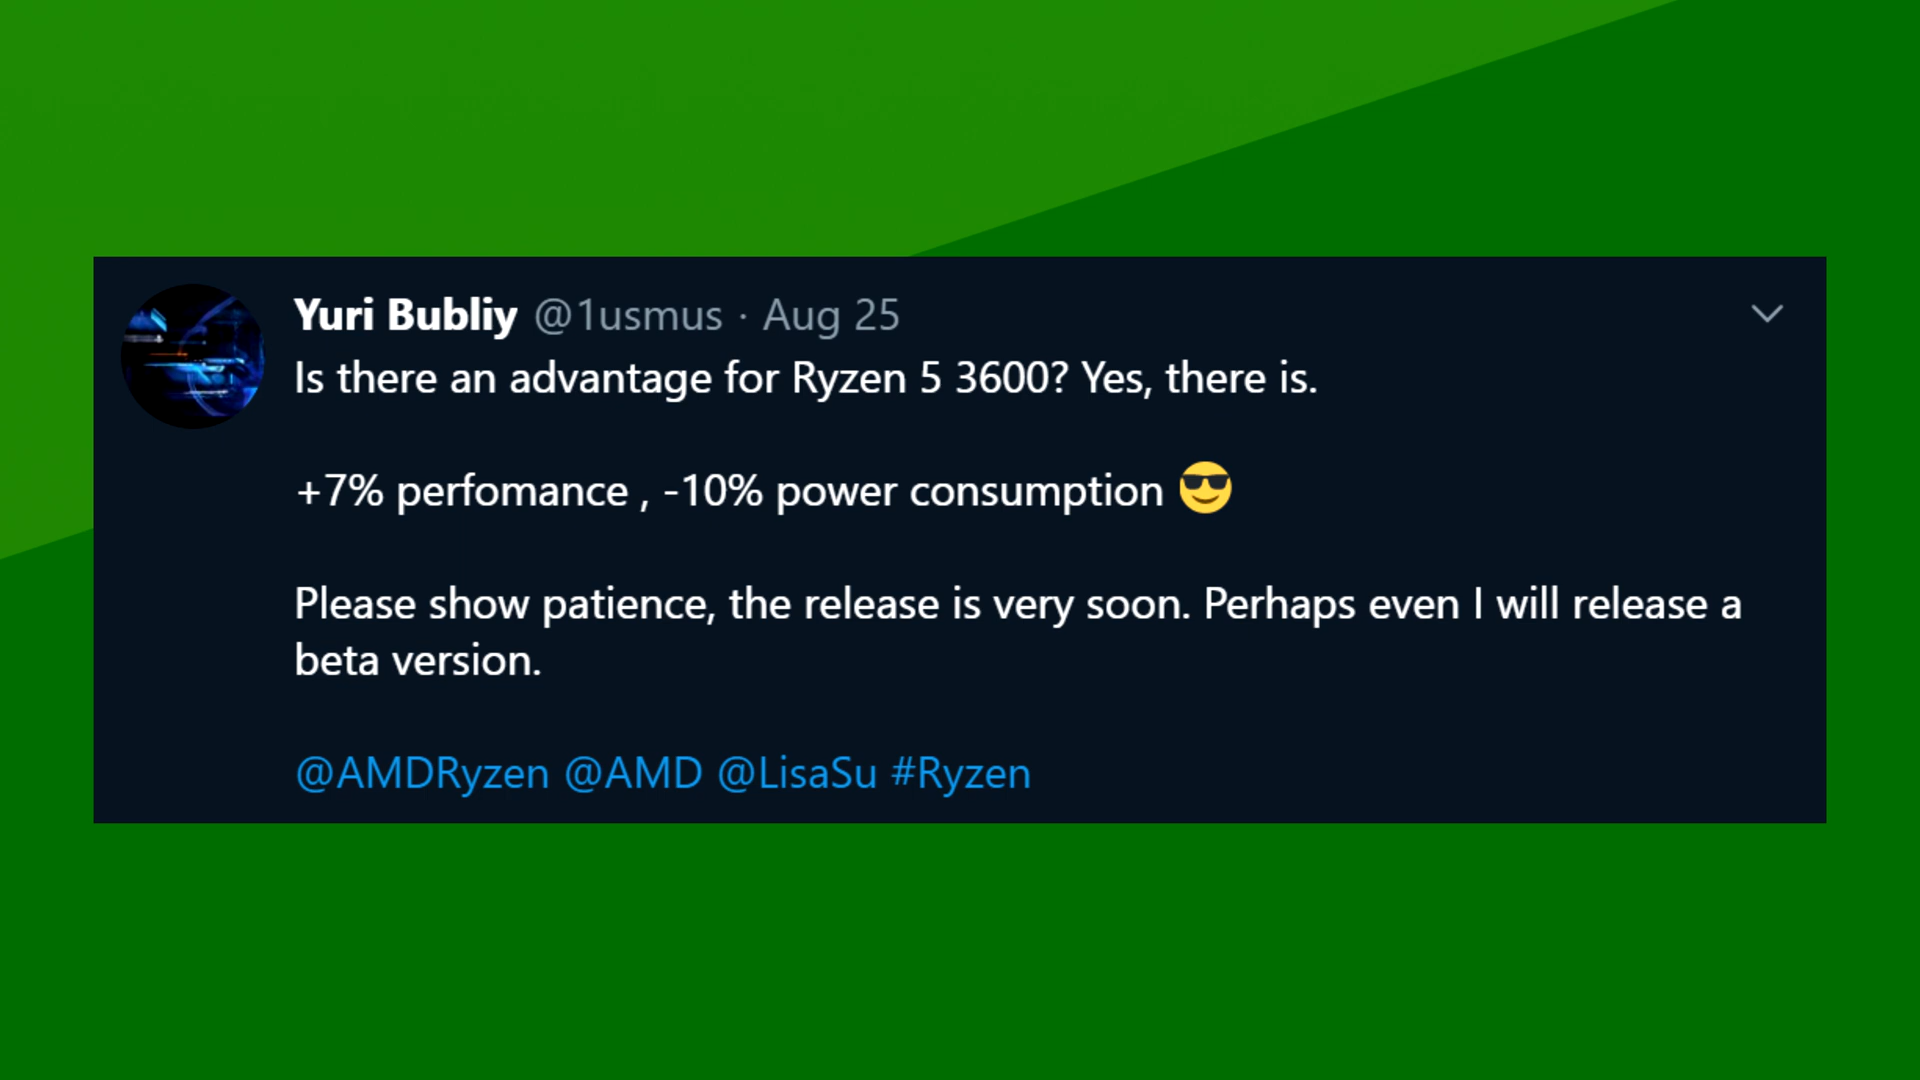 Yuri Bubliy @1usmus · Aug 25
Is there an advantage for Ryzen 5 3600? Yes, there is.
+7% perfomance , -10% power consumption 😎
Please show patience, the release is very soon. Perhaps even I will release a
beta version.
@AMDRyzen @AMD @LisaSu #Ryzen